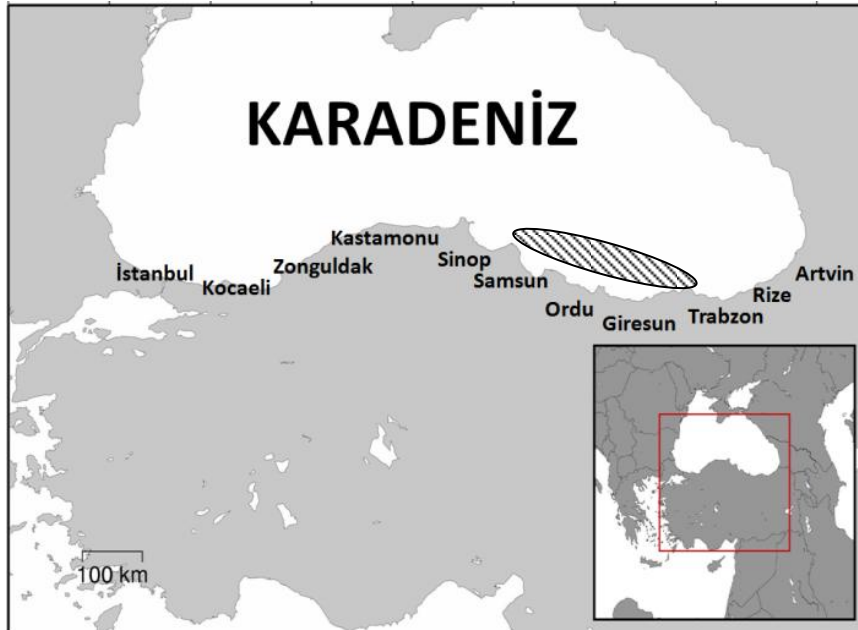 KARADENİZ
Kastamonu
Sinop
Zonguldak
İstanbul
Kocaeli
Samsun
Artvin
Rize
Ordu
Giresun
Trabzon
100 km